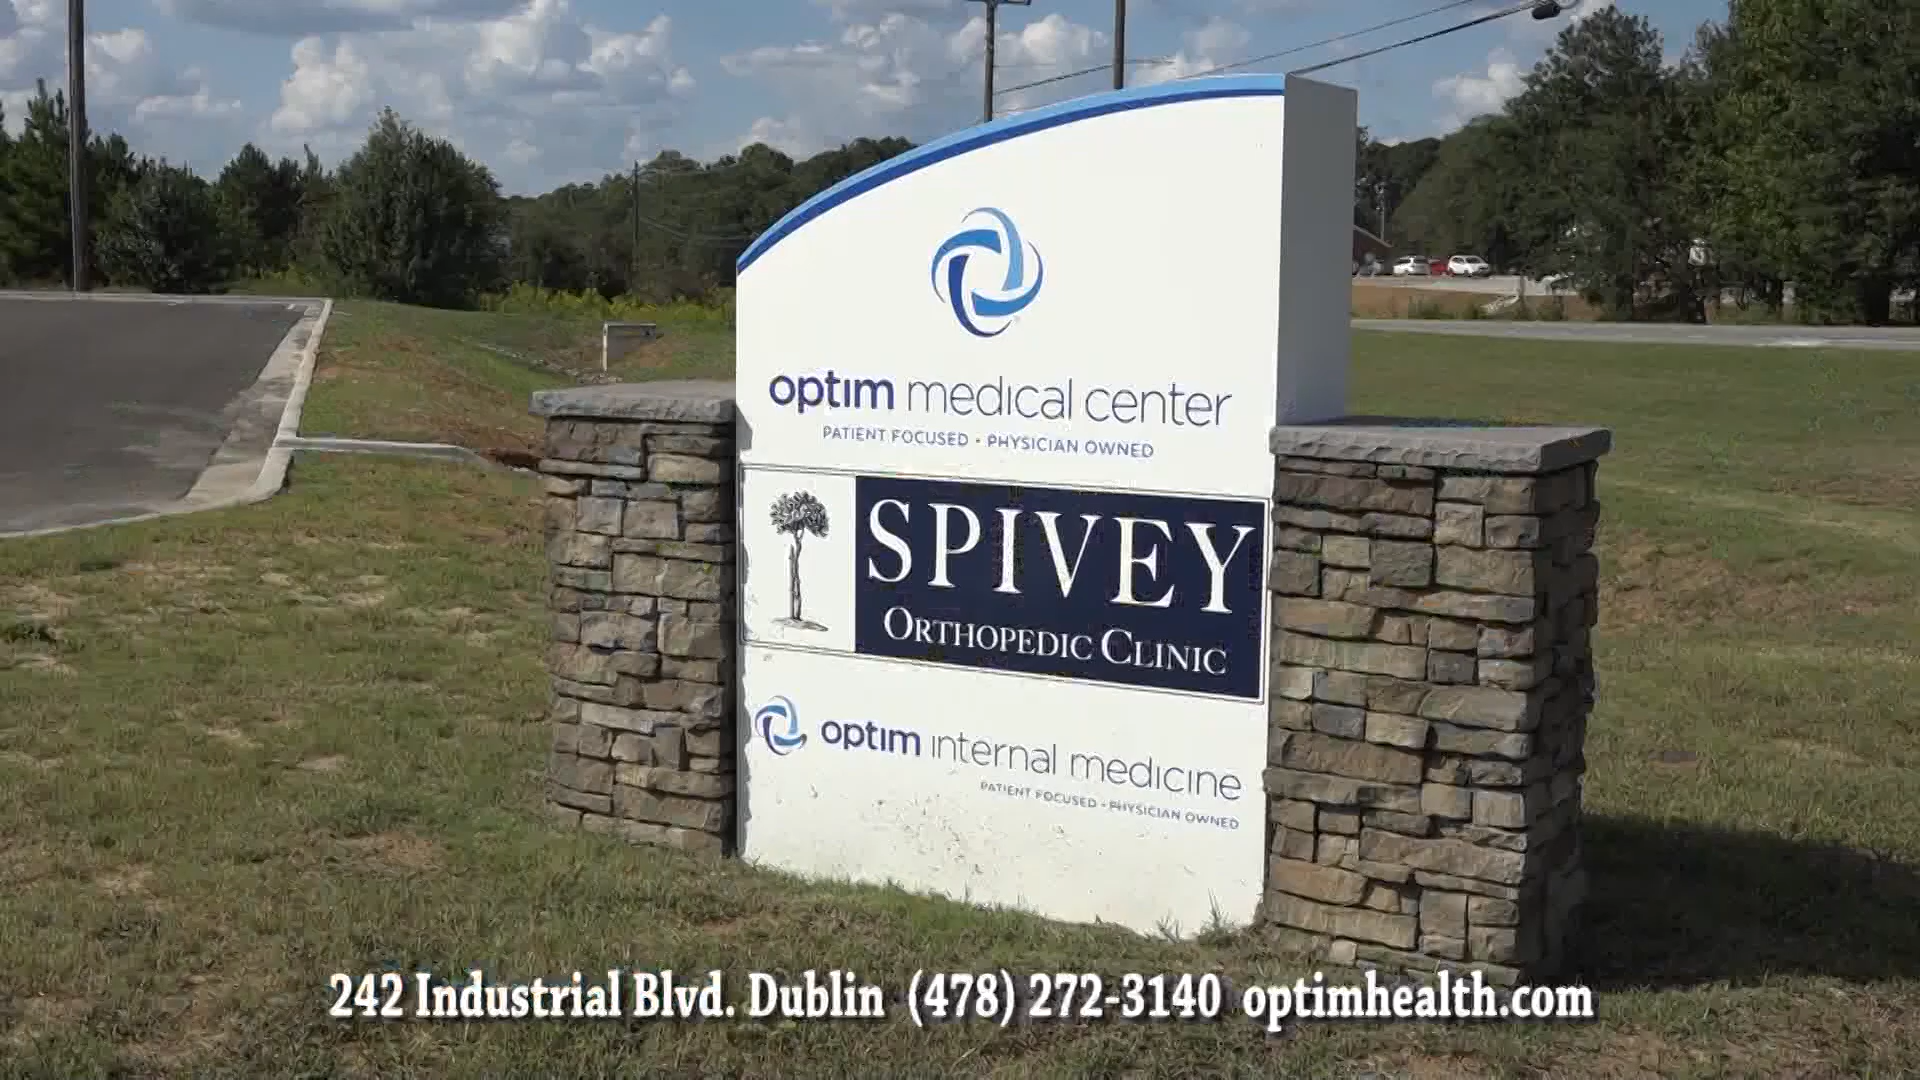 optim medical center
PATIENT FOCUSED • PHYSICIAN OWNED
SPIVEY
ORTHOPEDIC CLINIC
optim internal medicine
PATIENT FOCUSED • PHYSICIAN OWNED
242 Industrial Blvd. Dublin (478) 272-3140 optimhealth.com